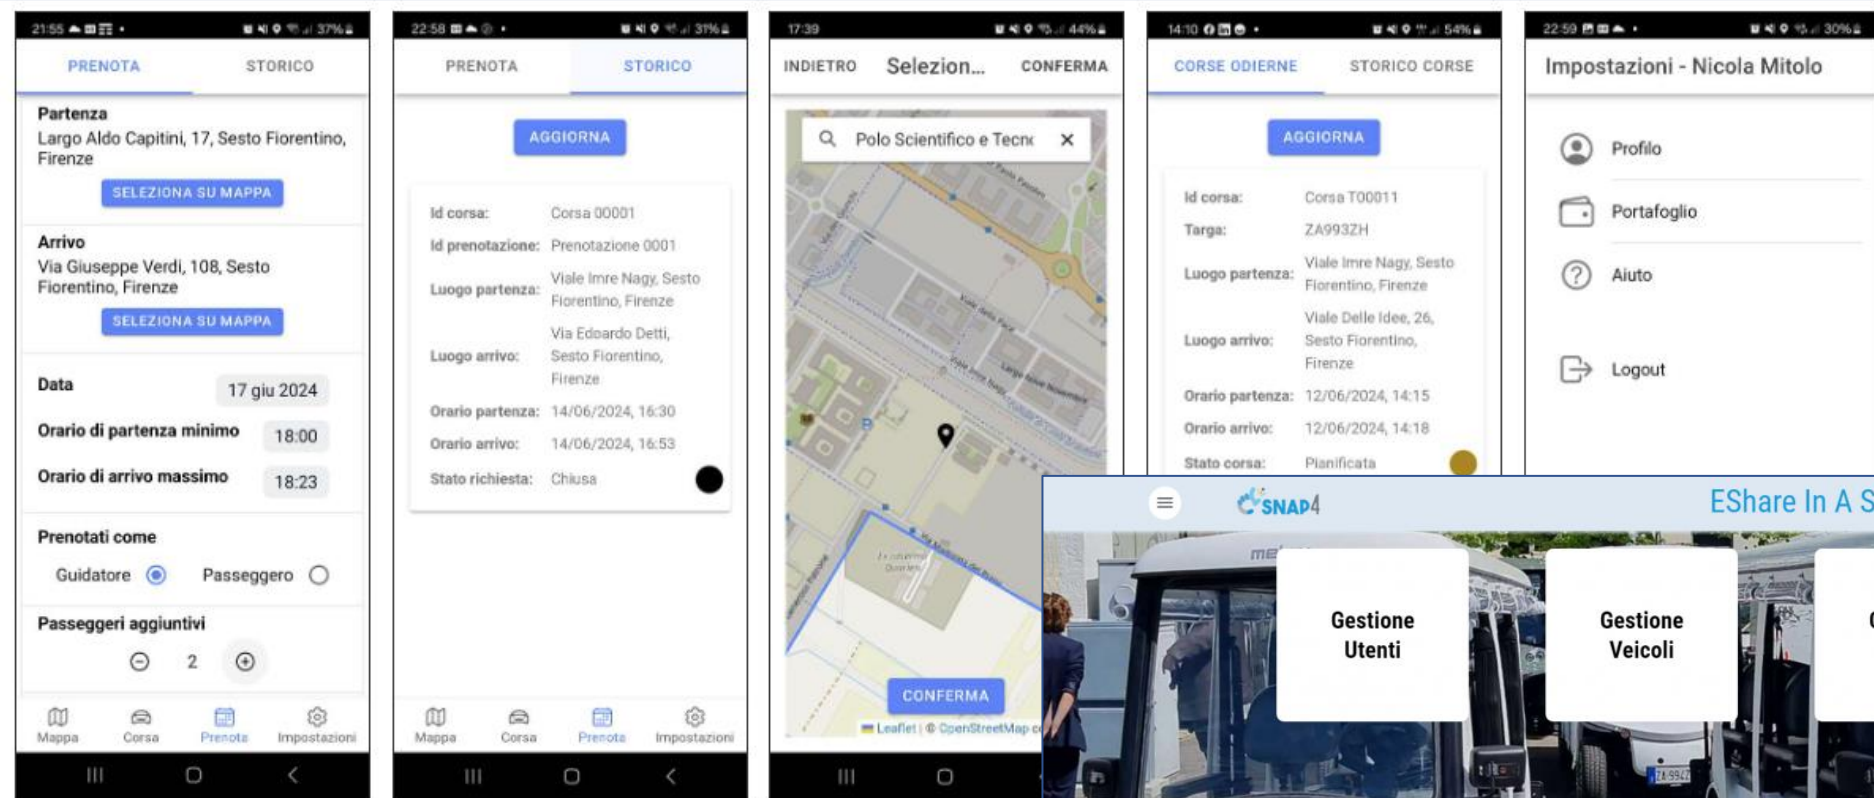 21:55
37%
PRENOTA
STORICO
Partenza
Largo Aldo Capitini, 17, Sesto Fiorentino,
Firenze
SELEZIONA SU MAPPA
Arrivo
Via Giuseppe Verdi, 108, Sesto
Fiorentino, Firenze
SELEZIONA SU MAPPA
Data
17 giu 2024
Orario di partenza minimo
18:00
Orario di arrivo massimo
18:23
Prenotati come
Guidatore
Passeggero
Passeggeri aggiuntivi
2
Mappa
Corsa
Prenota
Impostazioni
22:58
31%
PRENOTA
STORICO
AGGIORNA
Id corsa: Corsa 00001
Id prenotazione: Prenotazione 0001
Luogo partenza: Viale Imre Nagy, Sesto
Fiorentino, Firenze
Luogo arrivo: Via Edoardo Detti,
Sesto Fiorentino,
Firenze
Orario partenza: 14/06/2024, 16:30
Orario arrivo: 14/06/2024, 16:53
Stato richiesta: Chiusa
Mappa
Corsa
Prenota
Impostazioni
17:39
44%
INDIETRO
Selezion...
CONFERMA
Polo Scientifico e Tecn
Viale della Pace
Viale Imre Nagy
Largo Nove Novembre
P
CONFERMA
Leaflet | © OpenStreetMap
14:10
54%
CORSE ODIERNE
STORICO CORSE
AGGIORNA
Id corsa: Corsa T00011
Targa: ZA993ZH
Luogo partenza: Viale Imre Nagy, Sesto
Fiorentino, Firenze
Luogo arrivo: Viale Delle Idee, 26,
Sesto Fiorentino,
Firenze
Orario partenza: 12/06/2024, 14:15
Orario arrivo: 12/06/2024, 14:18
Stato corsa: Pianificata
22:59
30%
Impostazioni - Nicola Mitolo
Profilo
Portafoglio
Aiuto
Logout
SNAP4
EShare In A S
Gestione
Utenti
Gestione
Veicoli